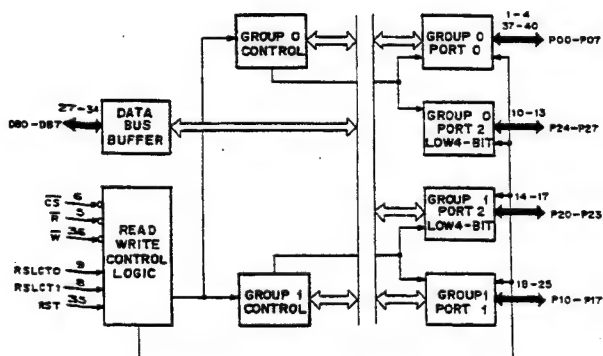 1-4
37-40
GROUP 0
CONTROL
GROUP 0
PORT 0
P00-P07
27-34
DB0-DB7
DATA
BUS
BUFFER
10-13
GROUP 0
PORT 2
LOW4-BIT
P24-P27
CS 6
R 5
W 36
RSLCT0 9
RSLCT1 8
RST 35
READ
WRITE
CONTROL
LOGIC
14-17
GROUP 1
PORT 2
LOW4-BIT
P20-P23
GROUP 1
CONTROL
18-25
GROUP1
PORT 1
P10-P17